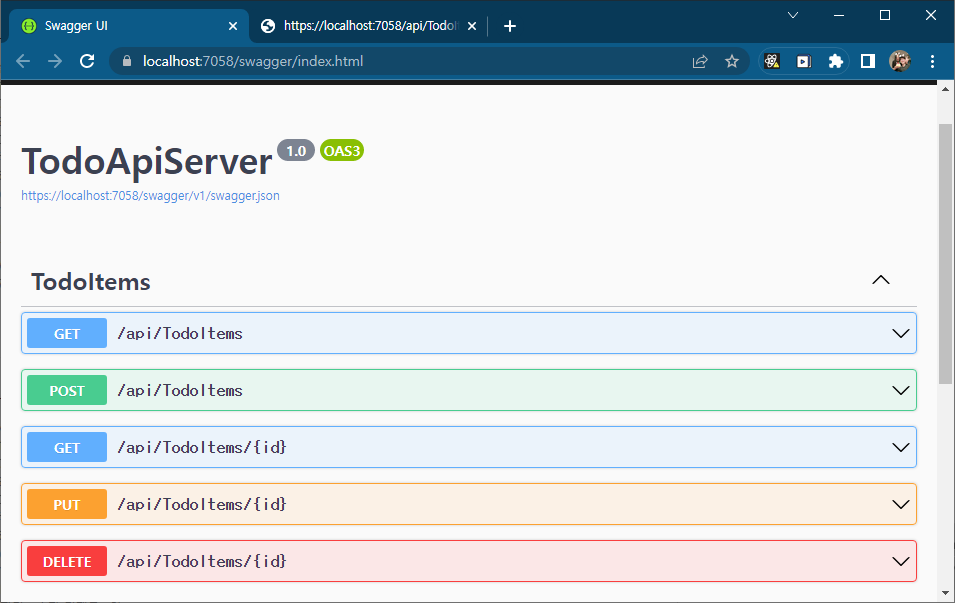 Swagger UI
https://localhost:7058/api/TodoI
localhost:7058/swagger/index.html
TodoApiServer 1.0 OAS3
https://localhost:7058/swagger/v1/swagger.json
TodoItems
GET /api/TodoItems
POST /api/TodoItems
GET /api/TodoItems/{id}
PUT /api/TodoItems/{id}
DELETE /api/TodoItems/{id}